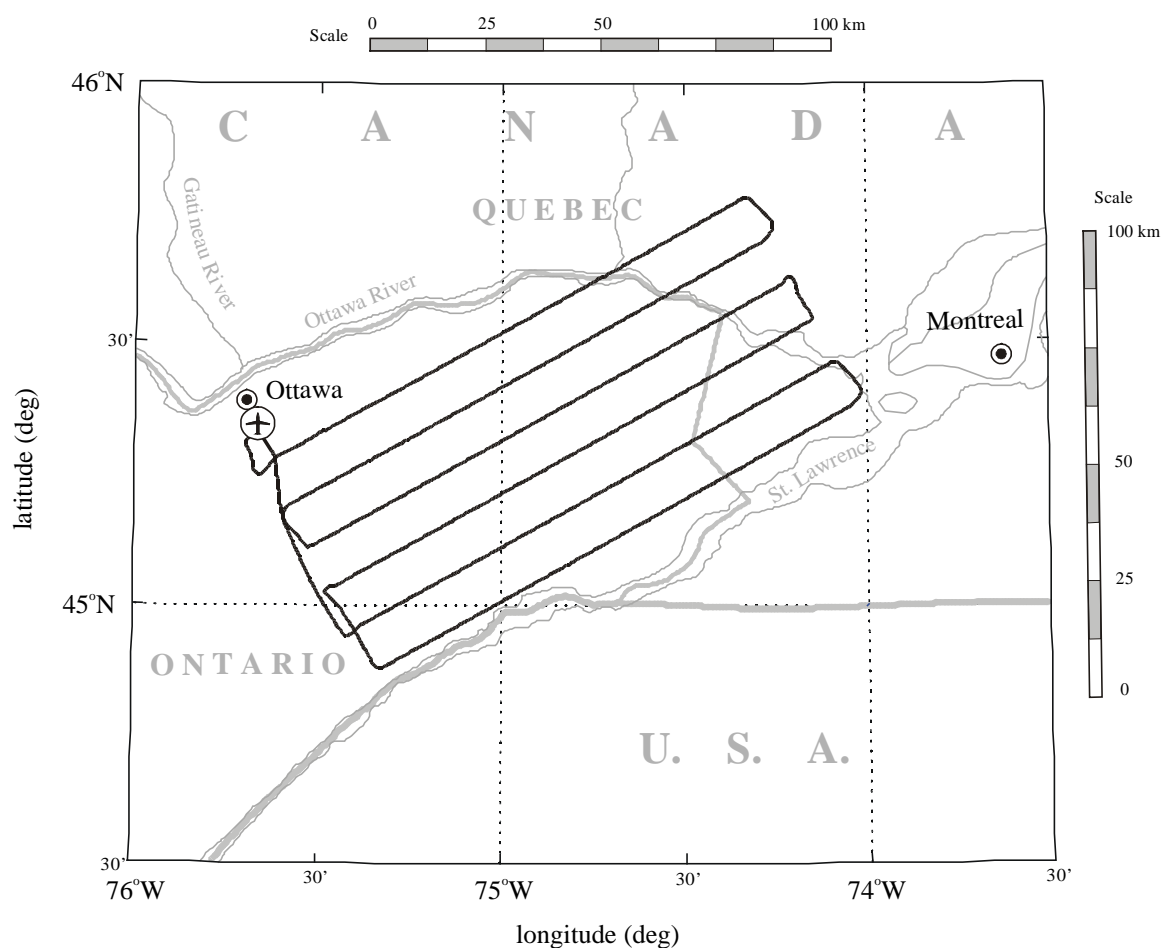 Scale
0 25 50 100 km
46°N
C A N A D A
Gatineau River
QUEBEC
Scale
100 km
Ottawa River
30’
Montreal
Ottawa
latitude (deg)
St. Lawrence
50
25
45°N
ONTARIO
0
U. S. A.
30’
76°W 30’ 75°W 30’ 74°W 30’
longitude (deg)